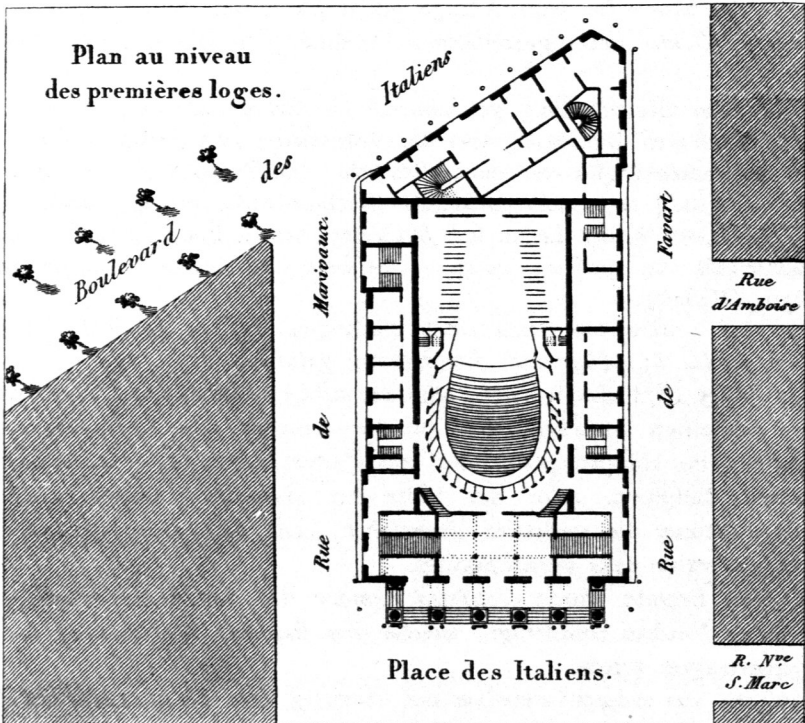 Plan au niveau
des premières loges.
Boulevard des Italiens
Rue de Marivaux.
Rue de Favart
Rue
d'Amboise
Place des Italiens.
R. Nve
S. Marc